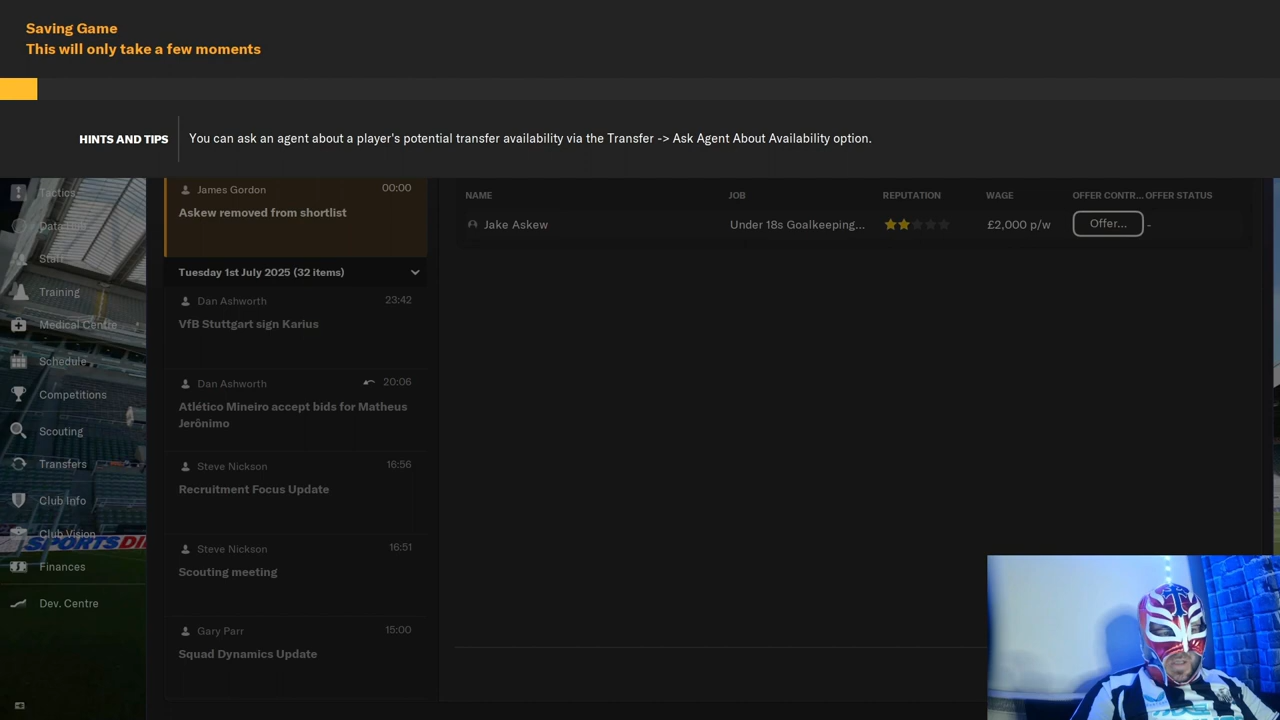 Saving Game
This will only take a few moments
HINTS AND TIPS
You can ask an agent about a player's potential transfer availability via the Transfer -> Ask Agent About Availability option.
Tactics
Data Hub
Staff
Training
Medical Centre
Schedule
Competitions
Scouting
Transfers
Club Info
Club Vision
SPORTSDI
Finances
Dev. Centre
James Gordon 00:00
Askew removed from shortlist
Tuesday 1st July 2025 (32 items)
Dan Ashworth 23:42
VfB Stuttgart sign Karius
Dan Ashworth 20:06
Atlético Mineiro accept bids for Matheus
Jerônimo
Steve Nickson 16:56
Recruitment Focus Update
Steve Nickson 16:51
Scouting meeting
Gary Parr 15:00
Squad Dynamics Update
NAME JOB REPUTATION WAGE OFFER CONTR... OFFER STATUS
Jake Askew Under 18s Goalkeeping... £2,000 p/w Offer... -